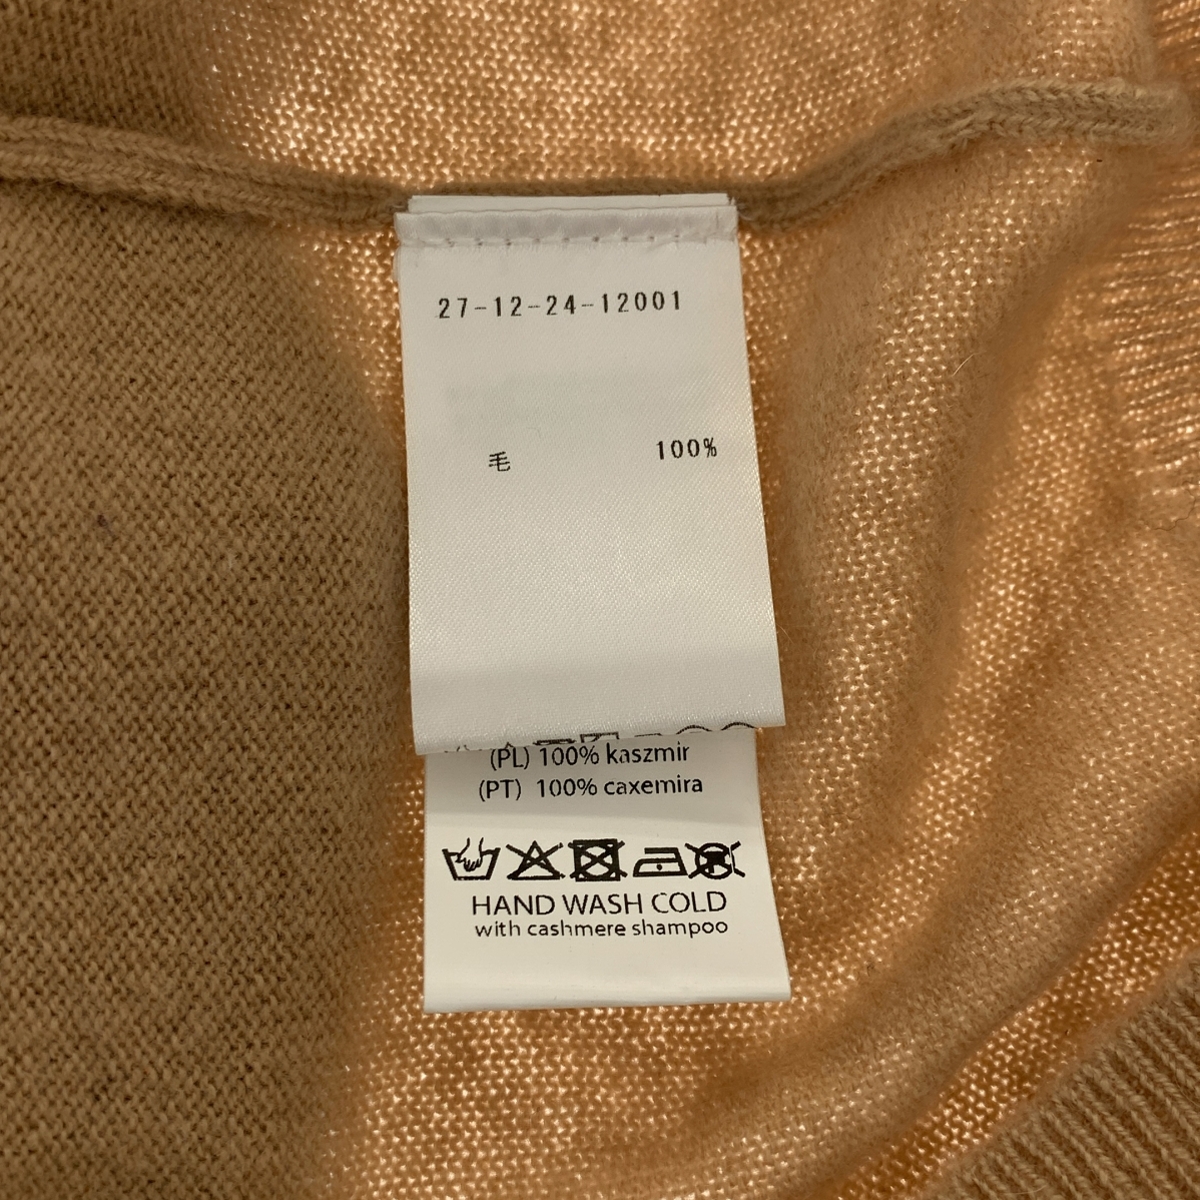 27-12-24-12001
毛 100%
(PL) 100% kaszmir
(PT) 100% caxemira
HAND WASH COLD
with cashmere shampoo